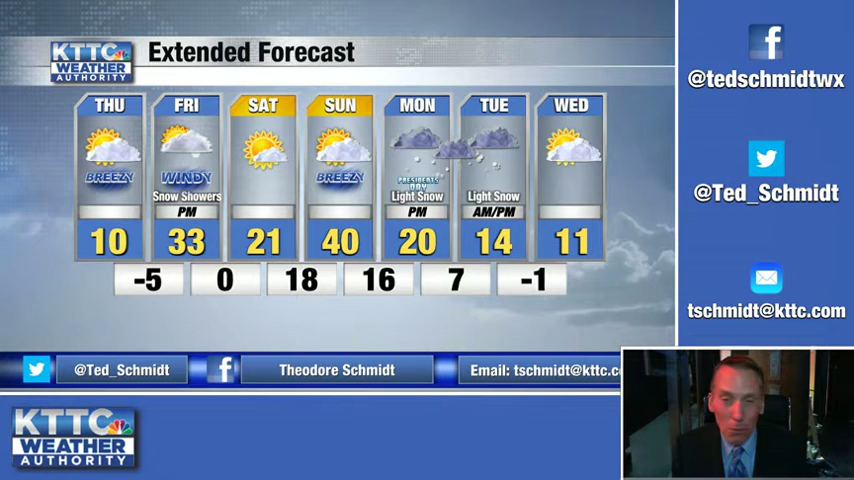 KTTC
WEATHER
AUTHORITY
Extended Forecast
THU FRI SAT SUN MON TUE WED
BREEZY WINDY BREEZY PRESIDENTS
DAY
Snow Showers Light Snow Light Snow
PM PM AM/PM
10 33 21 40 20 14 11
-5 0 18 16 7 -1
@Ted_Schmidt Theodore Schmidt Email: tschmidt@kttc.c
f
@tedschmidtwx
@Ted_Schmidt
tschmidt@kttc.com
KTTC
WEATHER
AUTHORITY